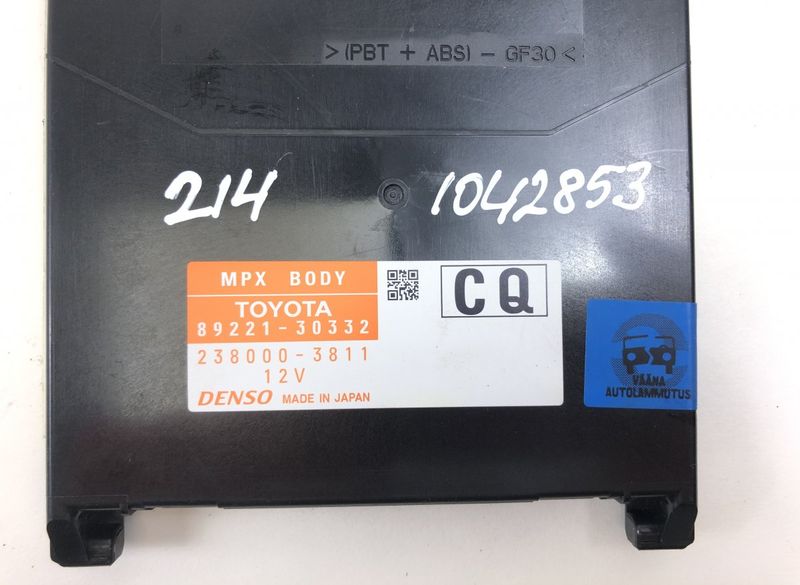 >(PBT + ABS) - GF30<
214 1042853
MPX BODY
CQ
TOYOTA
89221-30332
238000-3811
12V
DENSO MADE IN JAPAN
VÄÄNA
AUTOLAMMUTUS